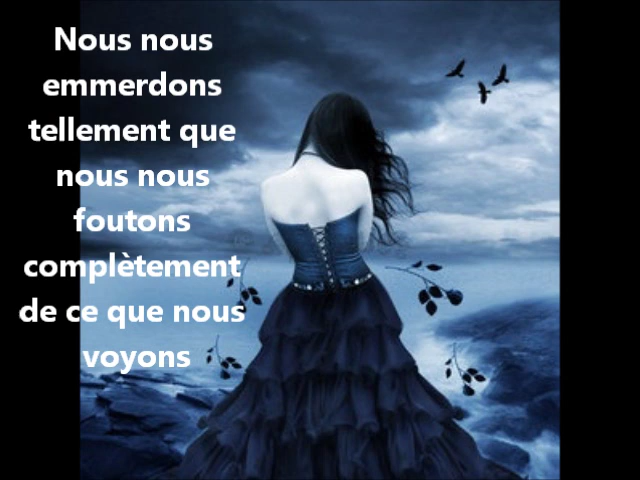 Nous nous
emmerdons
tellement que
nous nous
foutons
complètement
de ce que nous
voyons